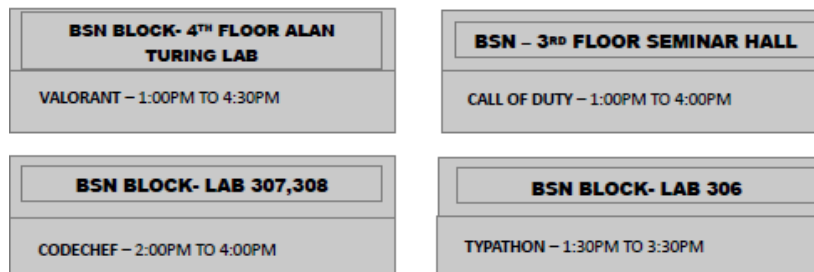 BSN BLOCK- 4TH FLOOR ALAN
TURING LAB
VALORANT – 1:00PM TO 4:30PM
BSN – 3RD FLOOR SEMINAR HALL
CALL OF DUTY – 1:00PM TO 4:00PM
BSN BLOCK- LAB 307,308
CODECHEF – 2:00PM TO 4:00PM
BSN BLOCK- LAB 306
TYPATHON – 1:30PM TO 3:30PM